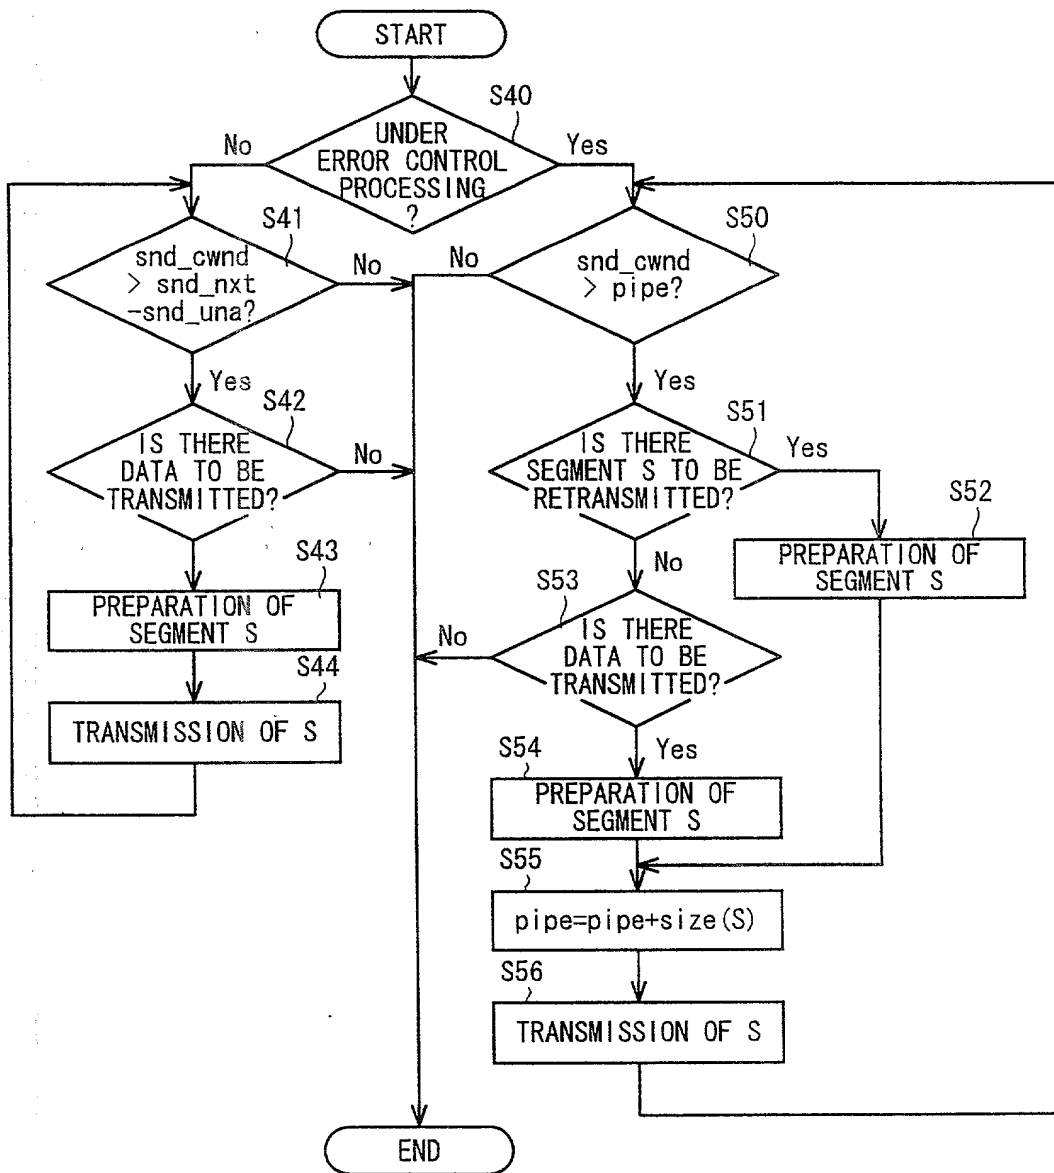 START
S40
UNDER
ERROR CONTROL
PROCESSING
?
No
Yes
S41
snd_cwnd
> snd_nxt
-snd_una?
No
Yes
S42
IS THERE
DATA TO BE
TRANSMITTED?
No
S43
PREPARATION OF
SEGMENT S
S44
TRANSMISSION OF S
S50
snd_cwnd
> pipe?
No
Yes
S51
IS THERE
SEGMENT S TO BE
RETRANSMITTED?
Yes
No
S52
PREPARATION OF
SEGMENT S
S53
IS THERE
DATA TO BE
TRANSMITTED?
No
Yes
S54
PREPARATION OF
SEGMENT S
S55
pipe=pipe+size(S)
S56
TRANSMISSION OF S
END